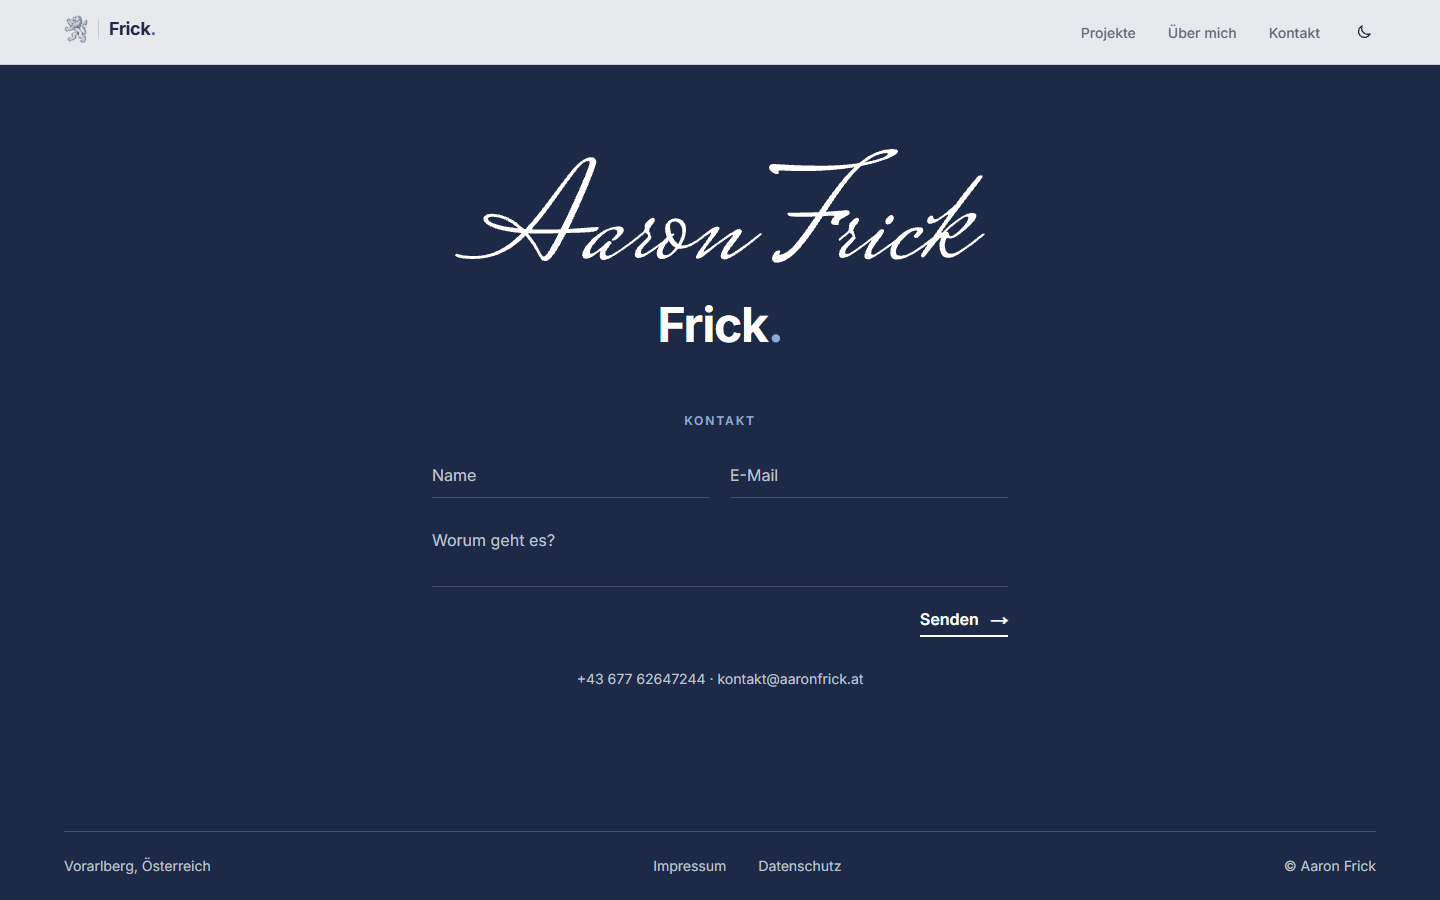 Frick.
Projekte Über mich Kontakt
Aaron Frick
Frick.
KONTAKT
Name E-Mail
Worum geht es?
Senden →
+43 677 62647244 · kontakt@aaronfrick.at
Vorarlberg, Österreich Impressum Datenschutz © Aaron Frick